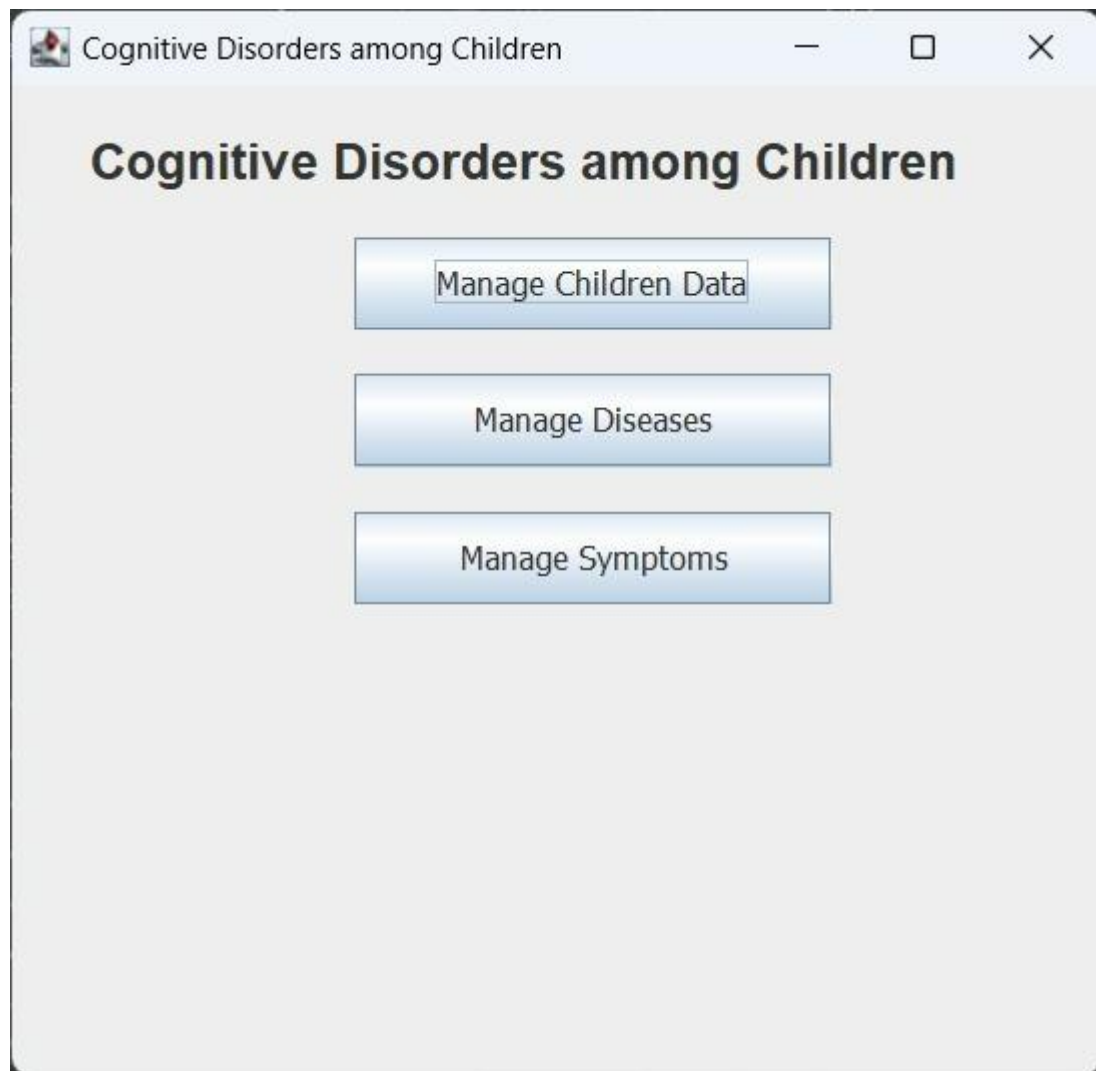 Cognitive Disorders among Children
Cognitive Disorders among Children
Manage Children Data
Manage Diseases
Manage Symptoms